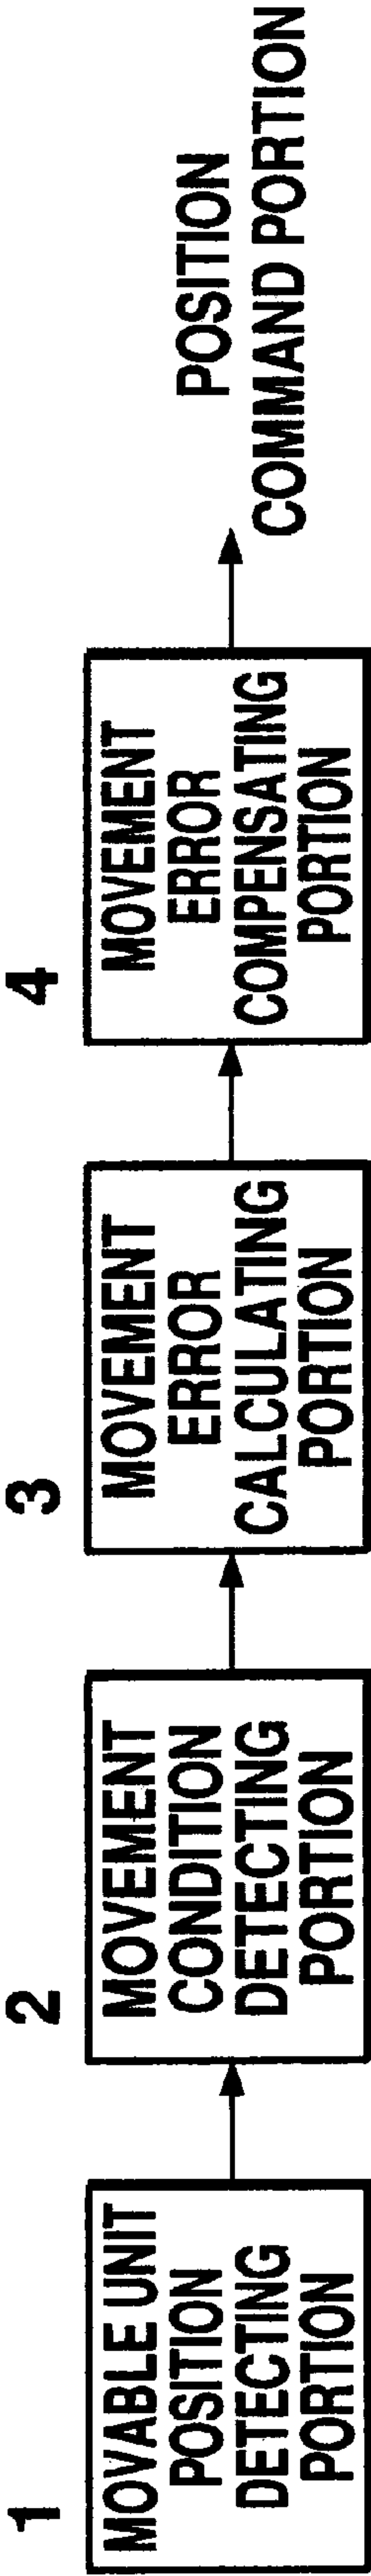 1
MOVABLE UNIT
POSITION
DETECTING
PORTION
2
MOVEMENT
CONDITION
DETECTING
PORTION
3
MOVEMENT
ERROR
CALCULATING
PORTION
4
MOVEMENT
ERROR
COMPENSATING
PORTION
POSITION
COMMAND PORTION